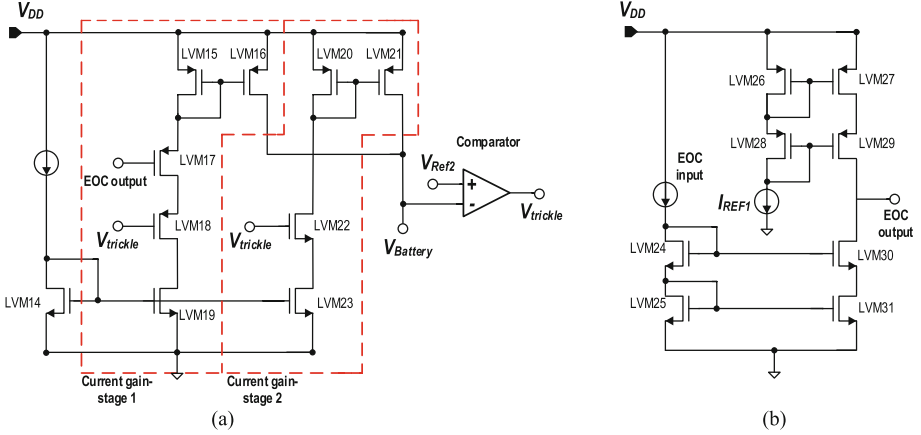 VDD
LVM15
LVM16
LVM20
LVM21
LVM17
EOC output
LVM18
Vtrickle
Vtrickle
LVM22
Comparator
VRef2
+
-
Vtrickle
VBattery
LVM14
LVM19
LVM23
Current gain-
stage 1
Current gain-
stage 2
(a)
VDD
LVM26
LVM27
LVM28
LVM29
EOC
input
IREF1
EOC
output
LVM24
LVM30
LVM25
LVM31
(b)